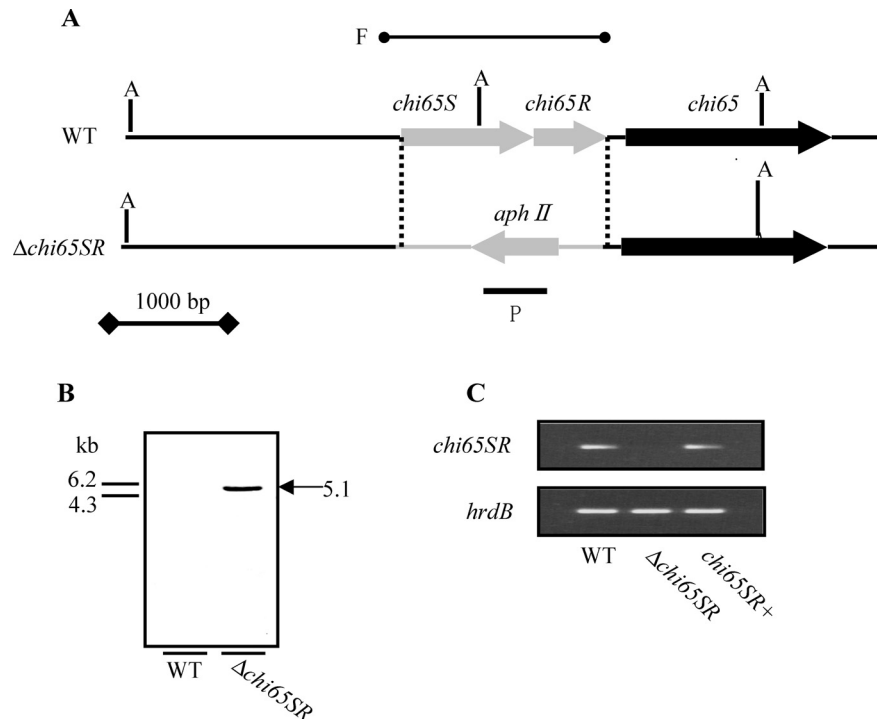 A
F
A
chi65S
A
chi65R
chi65
A
WT
A
aph II
A
Δchi65SR
1000 bp
P
B
kb
6.2
4.3
5.1
WT
Δchi65SR
C
chi65SR
hrdB
WT
Δchi65SR
chi65SR+